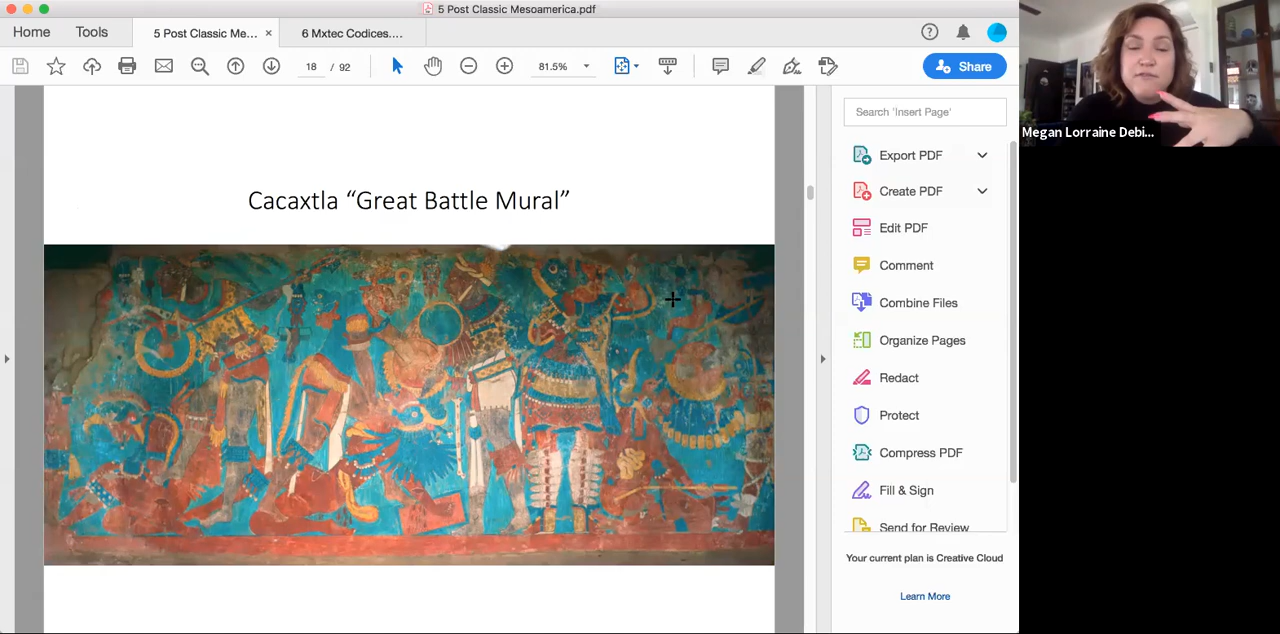 5 Post Classic Mesoamerica.pdf
Home
Tools
5 Post Classic Me... ×
6 Mxtec Codices....
18 / 92
81.5%
Share
Search 'Insert Page'
Export PDF
Create PDF
Edit PDF
Comment
Combine Files
Organize Pages
Redact
Protect
Compress PDF
Fill & Sign
Send for Review
Your current plan is Creative Cloud
Learn More
Cacaxtla “Great Battle Mural”
Megan Lorraine Debi...